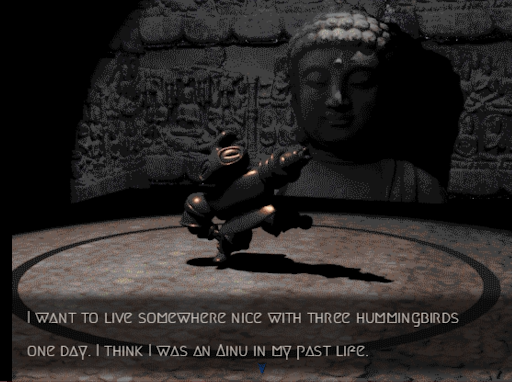 I want to live somewhere nice with three hummingbirds
one day. I think I was an Ainu in my past life.